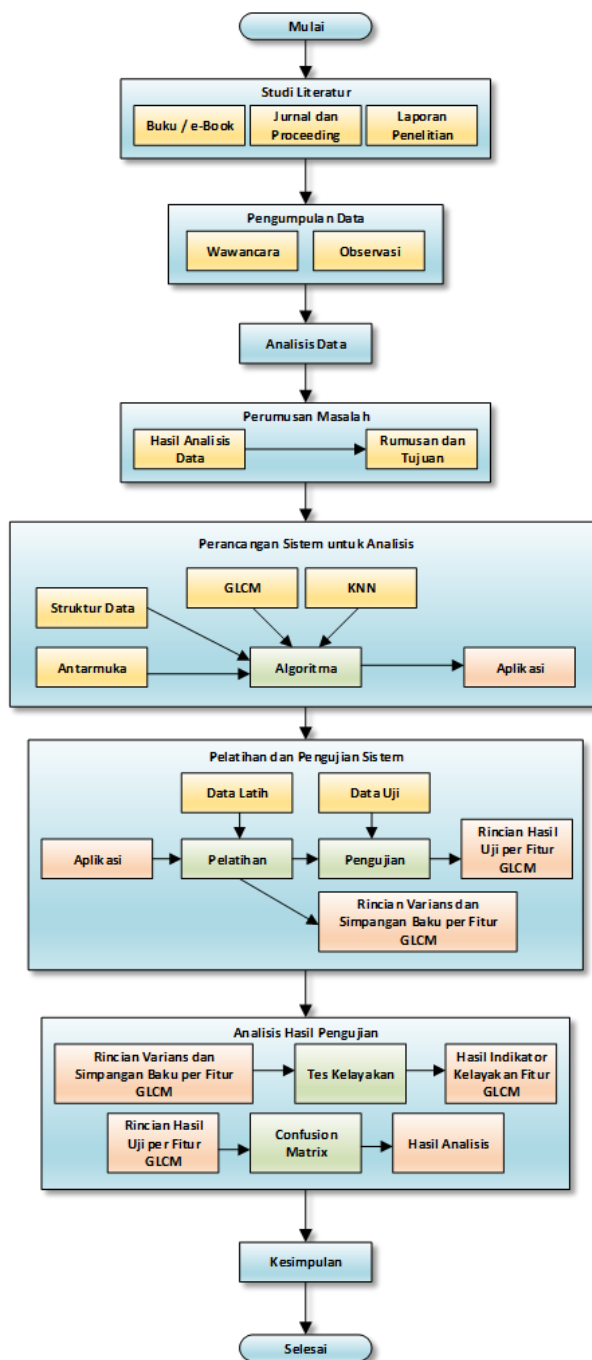 Mulai
Studi Literatur
Buku / e-Book
Jurnal dan
Proceeding
Laporan
Penelitian
Pengumpulan Data
Wawancara
Observasi
Analisis Data
Perumusan Masalah
Hasil Analisis
Data
Rumusan dan
Tujuan
Perancangan Sistem untuk Analisis
GLCM
KNN
Struktur Data
Antarmuka
Algoritma
Aplikasi
Pelatihan dan Pengujian Sistem
Data Latih
Data Uji
Aplikasi
Pelatihan
Pengujian
Rincian Hasil
Uji per Fitur
GLCM
Rincian Varians dan
Simpangan Baku per Fitur
GLCM
Analisis Hasil Pengujian
Rincian Varians dan
Simpangan Baku per Fitur
GLCM
Tes Kelayakan
Hasil Indikator
Kelayakan Fitur
GLCM
Rincian Hasil
Uji per Fitur
GLCM
Confusion
Matrix
Hasil Analisis
Kesimpulan
Selesai